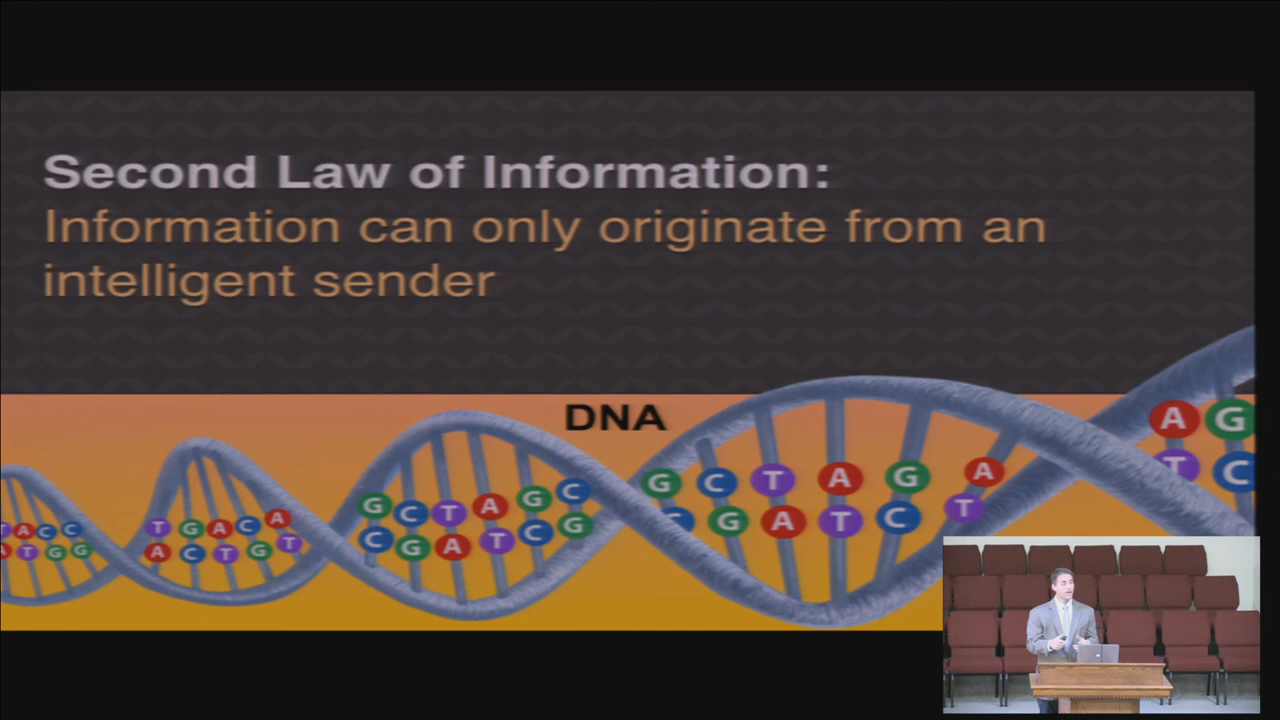 Second Law of Information:
Information can only originate from an
intelligent sender
DNA
T A C C
A T G G
T G A C A
A C T G T
G C T A G C
C G A T C G
G C T A G A
C G A T C T
A G
T C